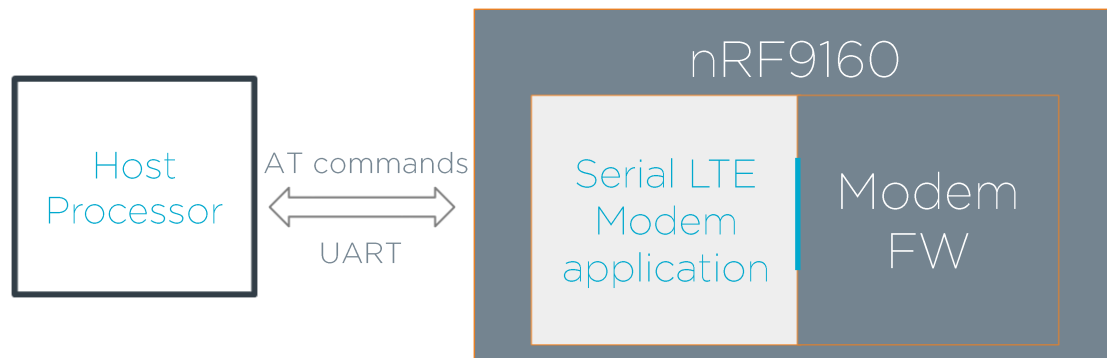 nRF9160
Host
Processor
AT commands
UART
Serial LTE
Modem
application
Modem
FW